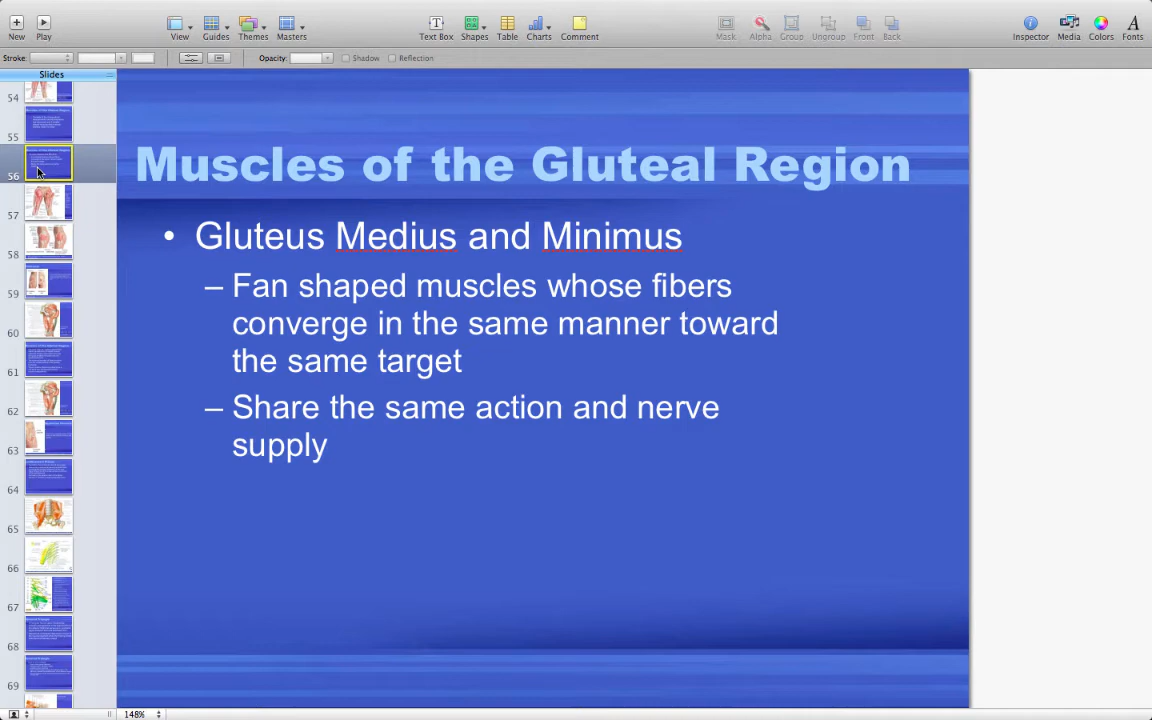 New Play View Guides Themes Masters Text Box Shapes Table Charts Comment Mask Alpha Group Ungroup Front Back Inspector Media Colors Fonts
Stroke: Opacity: Shadow Reflection
Slides
54
55
56
57
58
59
60
61
62
63
64
65
66
67
68
69
Muscles of the Gluteal Region
• Gluteus Medius and Minimus
– Fan shaped muscles whose fibers
converge in the same manner toward
the same target
– Share the same action and nerve
supply
148%